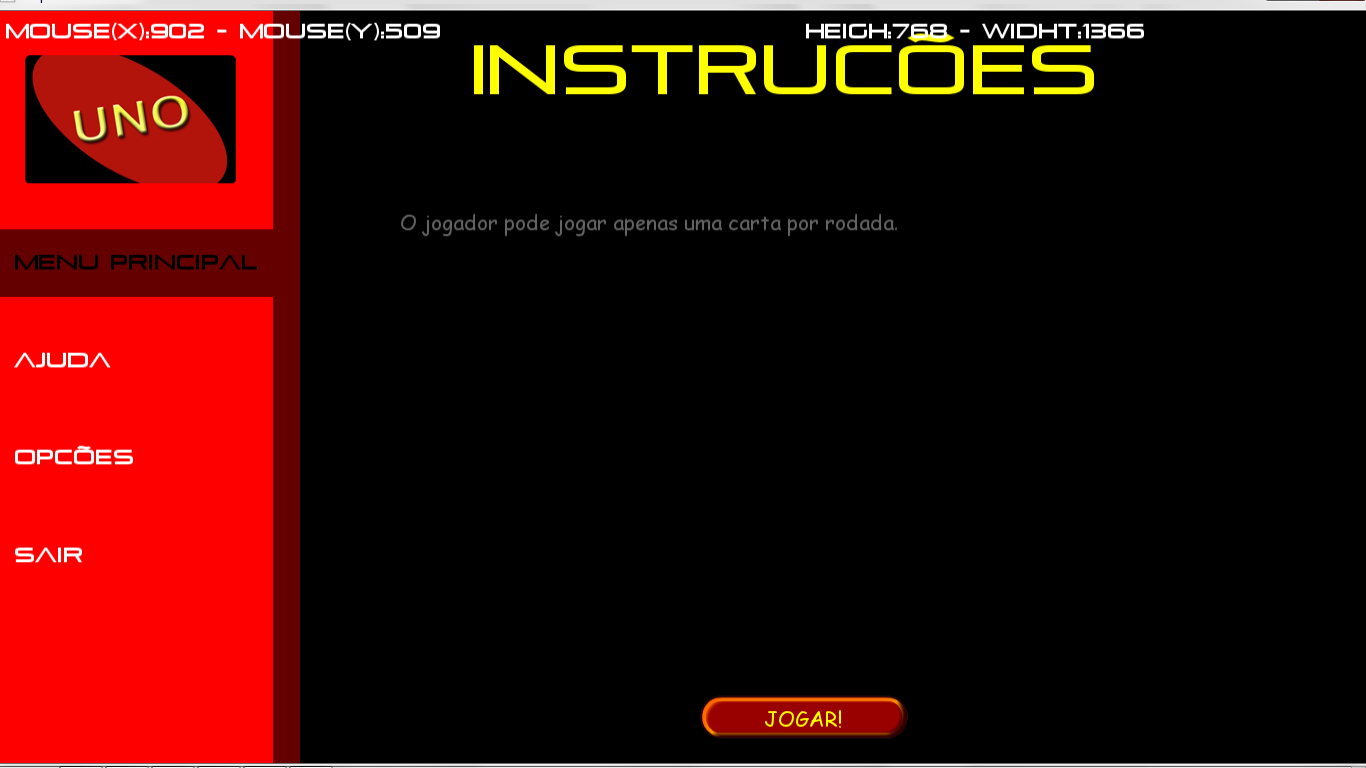 MOUSE(X):902 - MOUSE(Y):509
HEIGH:768 - WIDHT:1366
INSTRUCÕES
UNO
O jogador pode jogar apenas uma carta por rodada.
MENU PRINCIPAL
AJUDA
OPCÕES
SAIR
JOGAR!